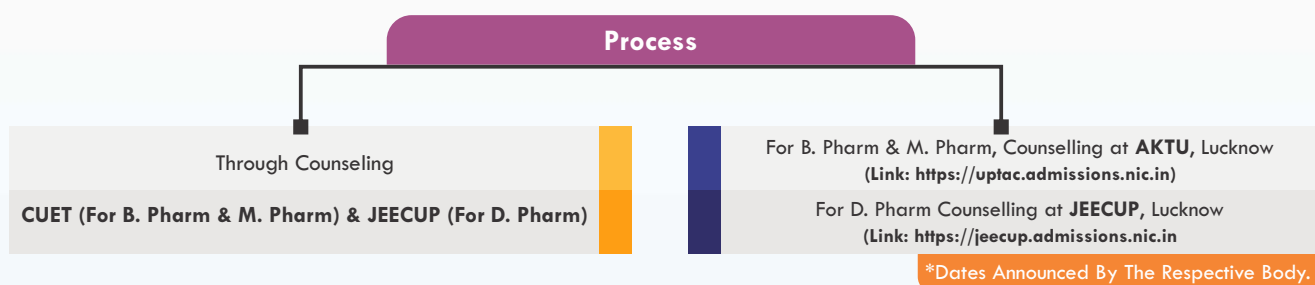 Process
Through Counseling
CUET (For B. Pharm & M. Pharm) & JEECUP (For D. Pharm)
For B. Pharm & M. Pharm, Counselling at AKTU, Lucknow
(Link: https://uptac.admissions.nic.in)
For D. Pharm Counselling at JEECUP, Lucknow
(Link: https://jeecup.admissions.nic.in
*Dates Announced By The Respective Body.